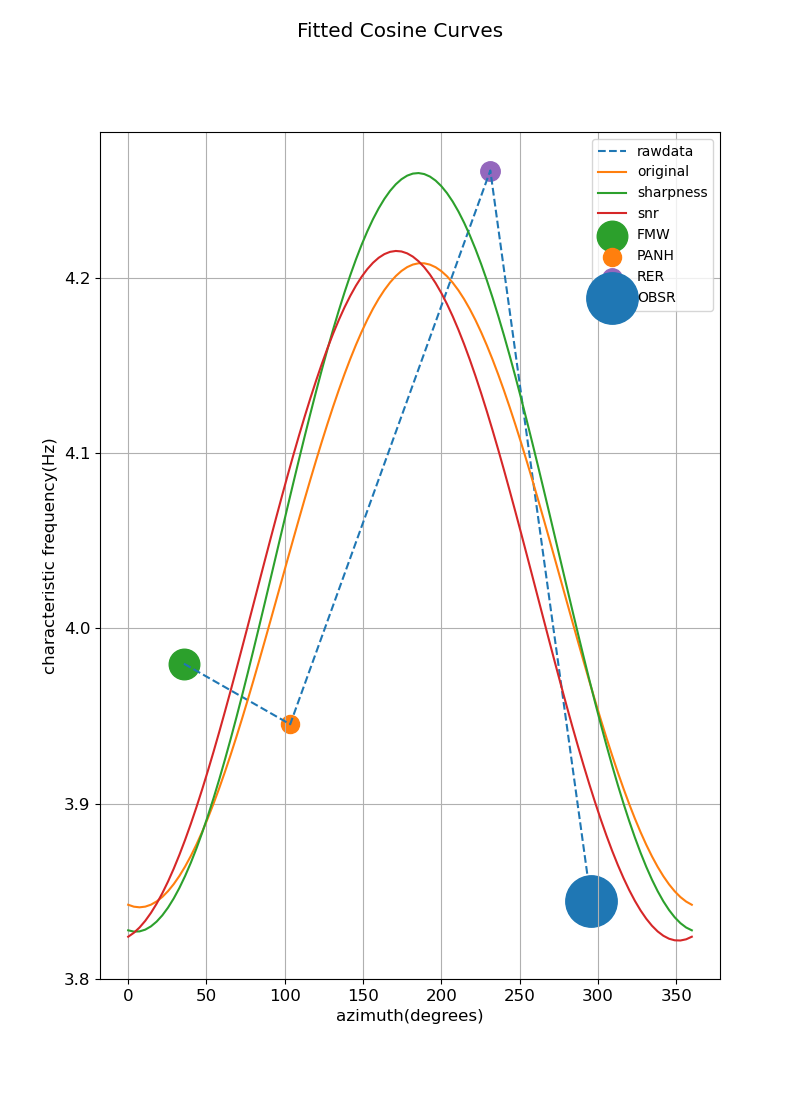 Fitted Cosine Curves
rawdata
original
sharpness
snr
FMW
PANH
RER
OBSR
characteristic frequency(Hz)
4.2
4.1
4.0
3.9
3.8
0 50 100 150 200 250 300 350
azimuth(degrees)